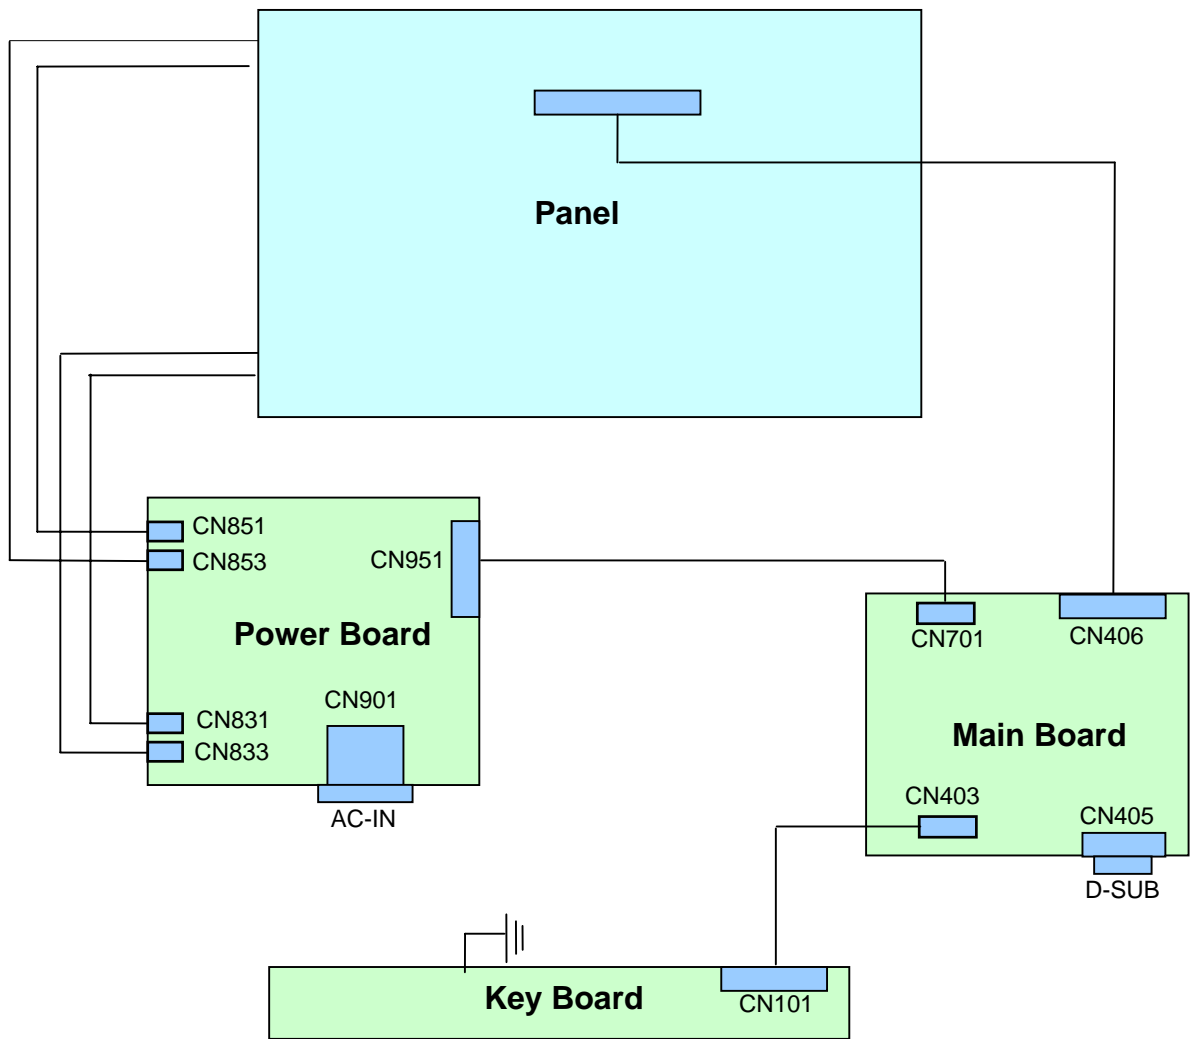 Panel
CN851
CN853
CN951
Power Board
CN901
CN831
CN833
AC-IN
CN701
CN406
Main Board
CN403
CN405
D-SUB
Key Board
CN101